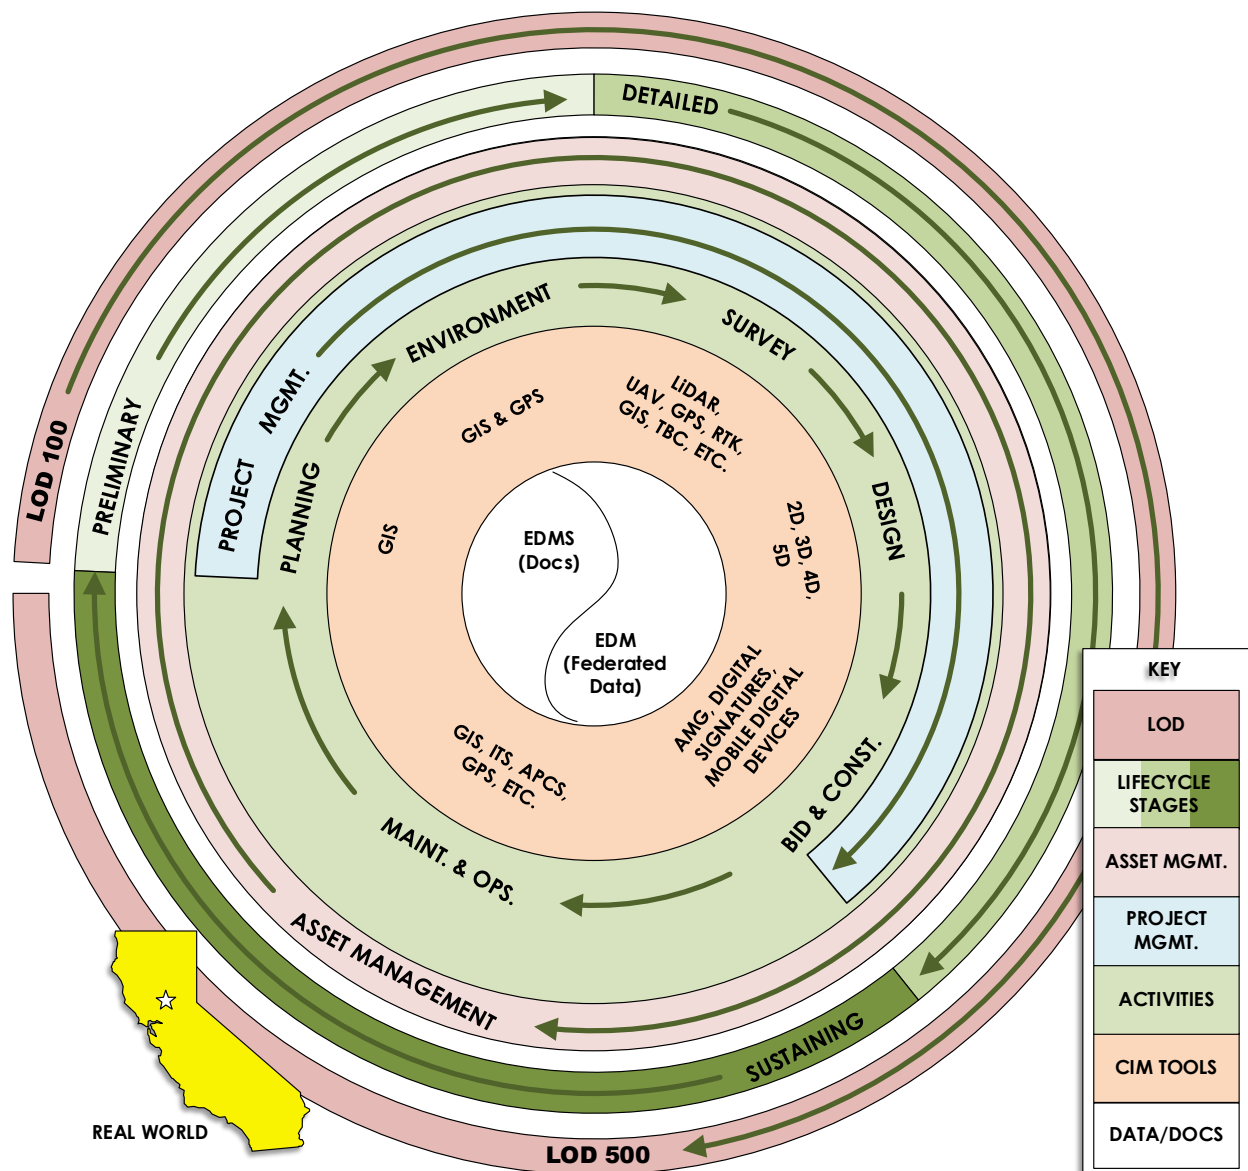 DETAILED
PRELIMINARY
LOD 100
PROJECT MGMT.
ENVIRONMENT
SURVEY
PLANNING
DESIGN
BID & CONST.
MAINT. & OPS.
ASSET MANAGEMENT
SUSTAINING
LOD 500
GIS & GPS
LiDAR,
UAV, GPS, RTK,
GIS, TBC, ETC.
GIS
2D, 3D, 4D,
5D
AMG, DIGITAL
SIGNATURES,
MOBILE DIGITAL
DEVICES
GIS, ITS, APCS,
GPS, ETC.
EDMS
(Docs)
EDM
(Federated
Data)
REAL WORLD
KEY
LOD
LIFECYCLE
STAGES
ASSET MGMT.
PROJECT
MGMT.
ACTIVITIES
CIM TOOLS
DATA/DOCS